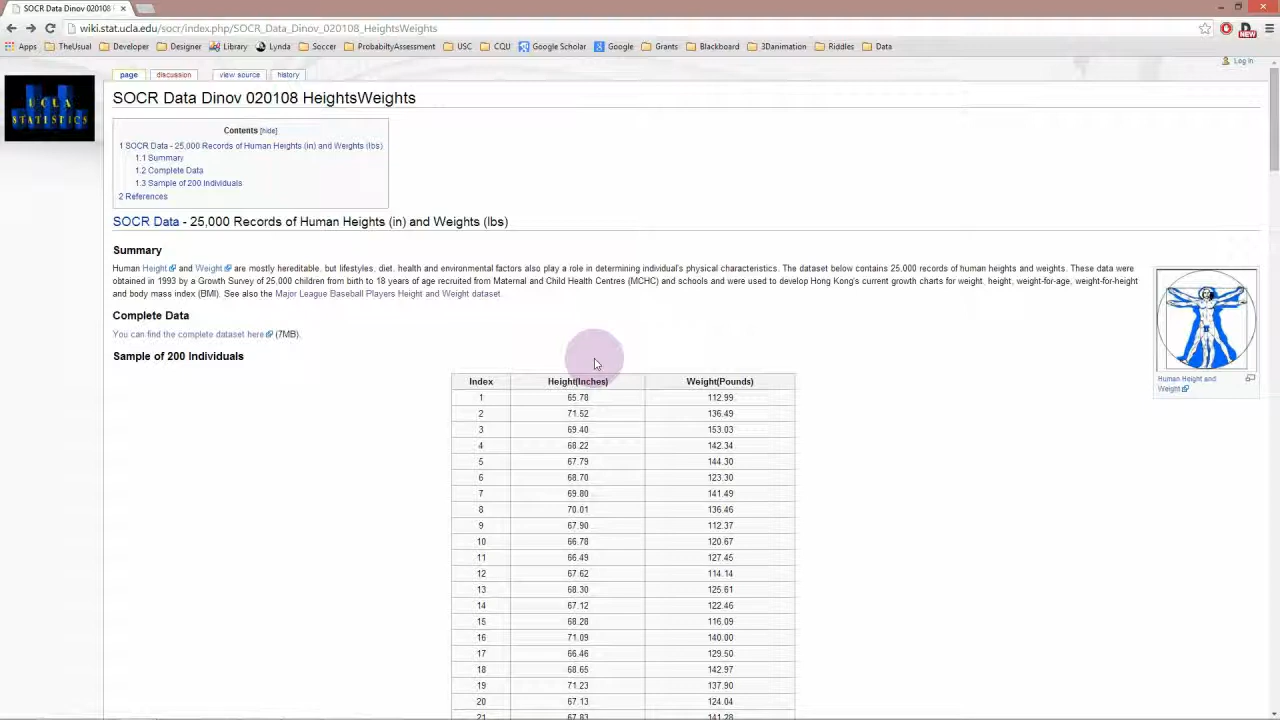 SOCR Data Dinov 020108 H
wiki.stat.ucla.edu/socr/index.php/SOCR_Data_Dinov_020108_HeightsWeights
Apps TheUsual Developer Designer Library Lynda Soccer ProbabiltyAssessment USC CQU Google Scholar Google Grants Blackboard 3Danimation Riddles Data
NEW
Log in
page discussion view source history
UCLA
STATISTICS
SOCR Data Dinov 020108 HeightsWeights
Contents [hide]
1 SOCR Data - 25,000 Records of Human Heights (in) and Weights (lbs)
1.1 Summary
1.2 Complete Data
1.3 Sample of 200 Individuals
2 References
SOCR Data - 25,000 Records of Human Heights (in) and Weights (lbs)
Summary
Human Height and Weight are mostly hereditable, but lifestyles, diet, health and environmental factors also play a role in determining individual's physical characteristics. The dataset below contains 25,000 records of human heights and weights. These data were
obtained in 1993 by a Growth Survey of 25,000 children from birth to 18 years of age recruited from Maternal and Child Health Centres (MCHC) and schools and were used to develop Hong Kong's current growth charts for weight, height, weight-for-age, weight-for-height
and body mass index (BMI). See also the Major League Baseball Players Height and Weight dataset
Human Height and
Weight
Complete Data
You can find the complete dataset here (7MB).
Sample of 200 Individuals
Index Height(Inches) Weight(Pounds)
1 65.78 112.99
2 71.52 136.49
3 69.40 153.03
4 68.22 142.34
5 67.79 144.30
6 68.70 123.30
7 69.80 141.49
8 70.01 136.46
9 67.90 112.37
10 66.78 120.67
11 66.49 127.45
12 67.62 114.14
13 68.30 125.61
14 67.12 122.46
15 68.28 116.09
16 71.09 140.00
17 66.46 129.50
18 68.65 142.97
19 71.23 137.90
20 67.13 124.04
21 67.83 141.28